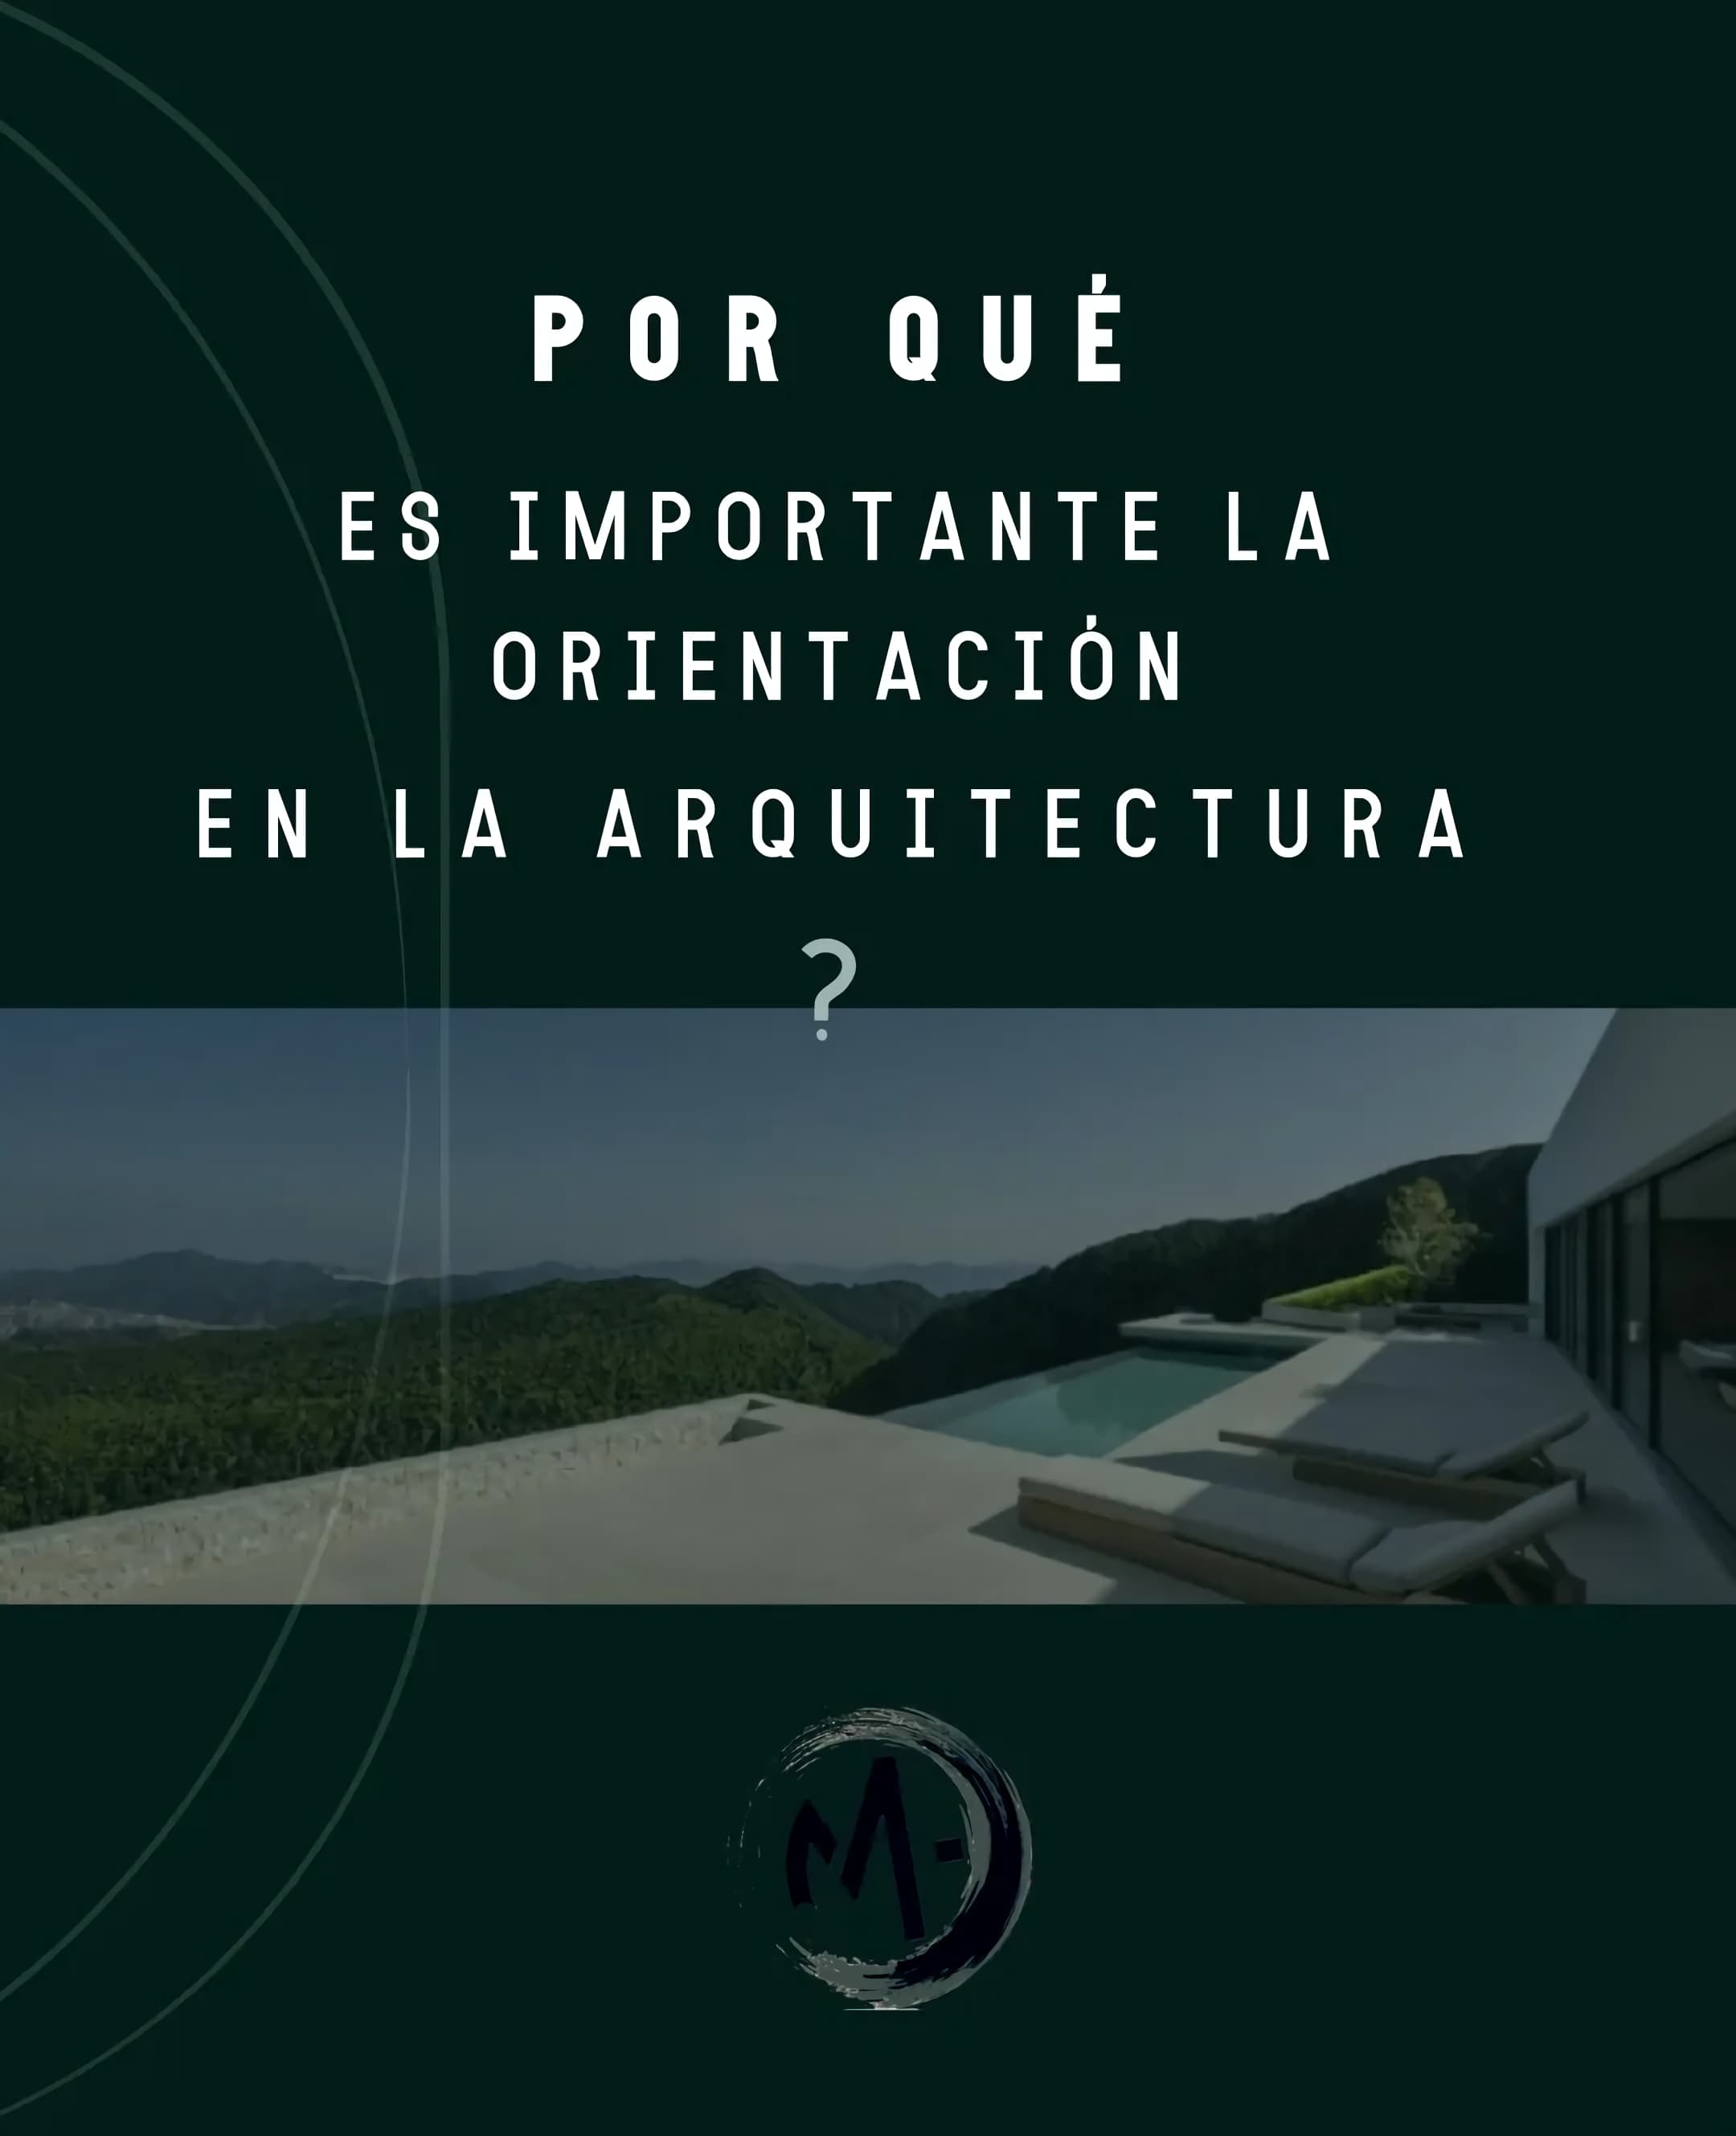 POR QUÉ
ES IMPORTANTE LA
ORIENTACIÓN
EN LA ARQUITECTURA
?
M